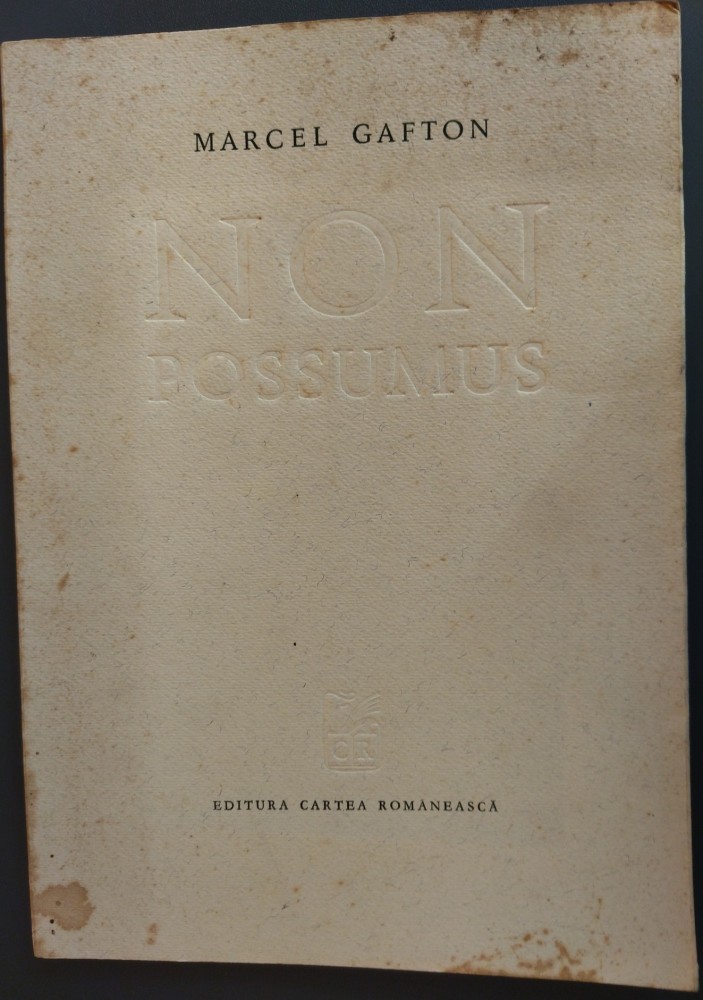 MARCEL GAFTON
NON
POSSUMUS
CR
EDITURA CARTEA ROMÂNEASCĂ